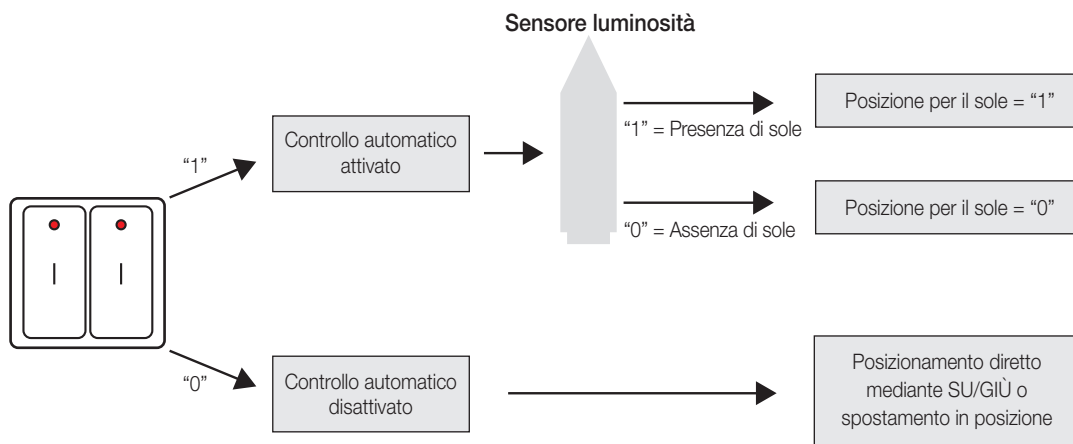 Sensore luminosità
"1"
Controllo automatico
attivato
"1" = Presenza di sole
Posizione per il sole = "1"
"0" = Assenza di sole
Posizione per il sole = "0"
"0"
Controllo automatico
disattivato
Posizionamento diretto
mediante SU/GIÙ o
spostamento in posizione